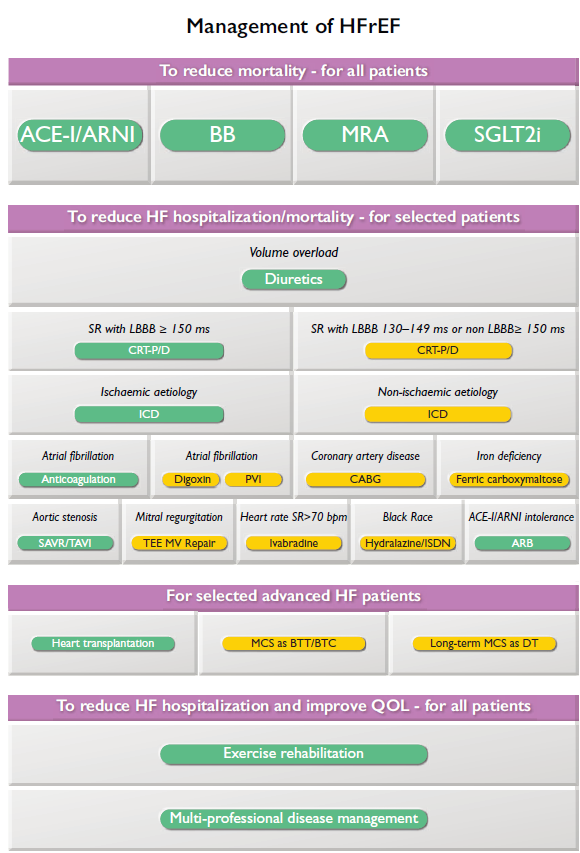 Management of HFrEF
To reduce mortality - for all patients
ACE-I/ARNI BB MRA SGLT2i
To reduce HF hospitalization/mortality - for selected patients
Volume overload
Diuretics
SR with LBBB ≥ 150 ms SR with LBBB 130–149 ms or non LBBB≥ 150 ms
CRT-P/D CRT-P/D
Ischaemic aetiology Non-ischaemic aetiology
ICD ICD
Atrial fibrillation Atrial fibrillation Coronary artery disease Iron deficiency
Anticoagulation Digoxin PVI CABG Ferric carboxymaltose
Aortic stenosis Mitral regurgitation Heart rate SR>70 bpm Black Race ACE-I/ARNI intolerance
SAVR/TAVI TEE MV Repair Ivabradine Hydralazine/ISDN ARB
For selected advanced HF patients
Heart transplantation MCS as BTT/BTC Long-term MCS as DT
To reduce HF hospitalization and improve QOL - for all patients
Exercise rehabilitation
Multi-professional disease management